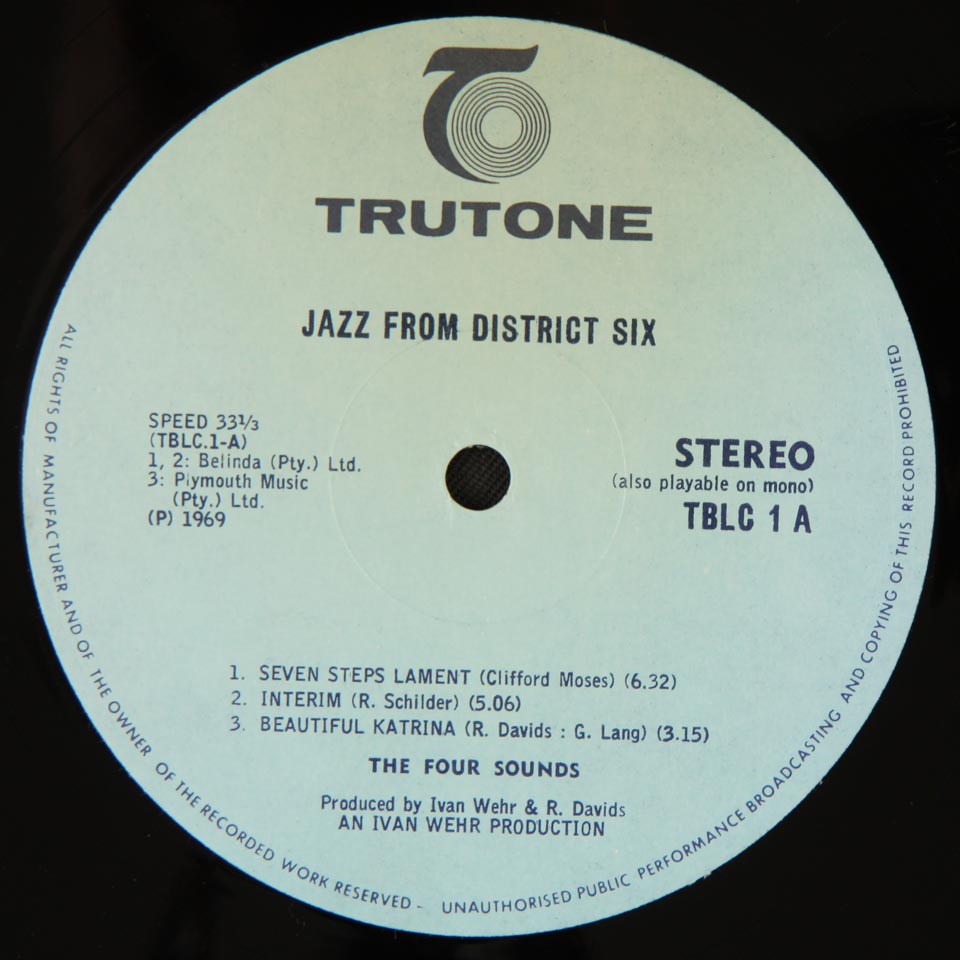 TRUTONE
JAZZ FROM DISTRICT SIX
SPEED 33⅓
(TBLC.1-A)
1, 2: Belinda (Pty.) Ltd.
3: Plymouth Music
(Pty.) Ltd.
(P) 1969
STEREO
(also playable on mono)
TBLC 1 A
1. SEVEN STEPS LAMENT (Clifford Moses) (6.32)
2. INTERIM (R. Schilder) (5.06)
3. BEAUTIFUL KATRINA (R. Davids : G. Lang) (3.15)
THE FOUR SOUNDS
Produced by Ivan Wehr & R. Davids
AN IVAN WEHR PRODUCTION
ALL RIGHTS OF MANUFACTURER AND OF THE OWNER OF THE RECORDED WORK RESERVED - UNAUTHORISED PUBLIC PERFORMANCE BROADCASTING AND COPYING OF THIS RECORD PROHIBITED